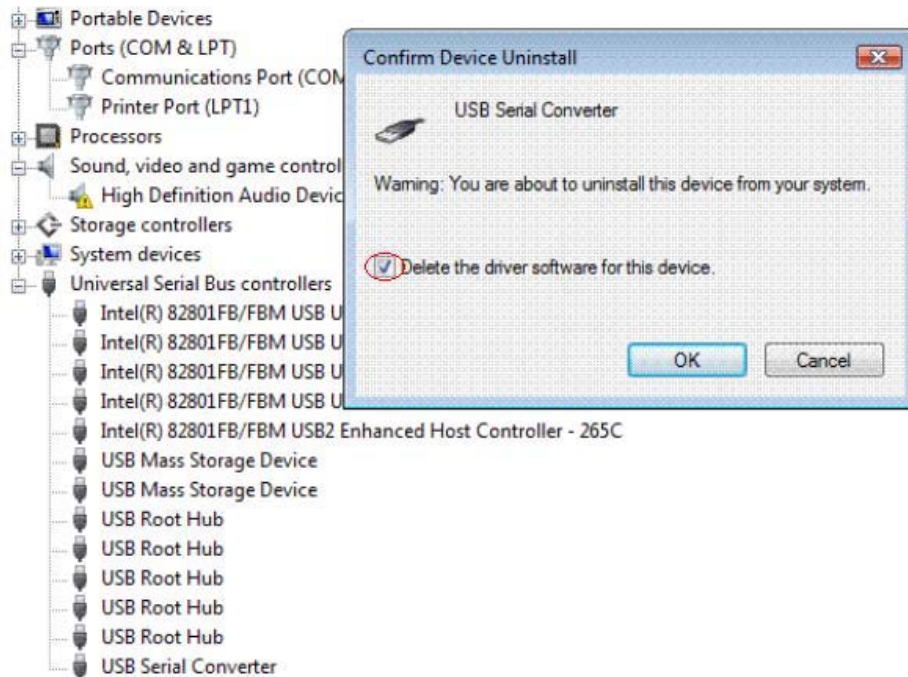 Portable Devices
Ports (COM & LPT)
Communications Port (COM
Printer Port (LPT1)
Processors
Sound, video and game control
High Definition Audio Devic
Storage controllers
System devices
Universal Serial Bus controllers
Intel(R) 82801FB/FBM USB U
Intel(R) 82801FB/FBM USB U
Intel(R) 82801FB/FBM USB U
Intel(R) 82801FB/FBM USB U
Intel(R) 82801FB/FBM USB2 Enhanced Host Controller - 265C
USB Mass Storage Device
USB Mass Storage Device
USB Root Hub
USB Root Hub
USB Root Hub
USB Root Hub
USB Root Hub
USB Serial Converter
Confirm Device Uninstall
USB Serial Converter
Warning: You are about to uninstall this device from your system.
Delete the driver software for this device.
OK Cancel